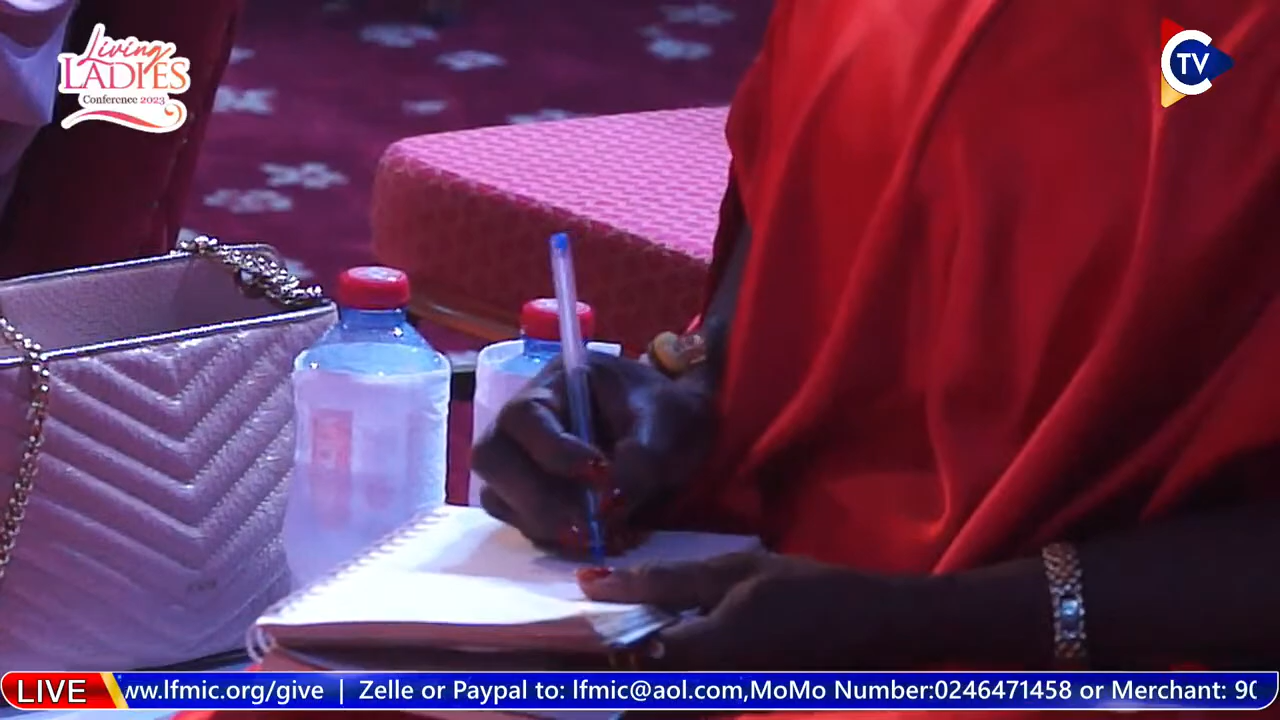 Living
LADIES
Conference 2023
CTV
LIVE
ww.lfmic.org/give | Zelle or Paypal to: lfmic@aol.com,MoMo Number:0246471458 or Merchant: 90